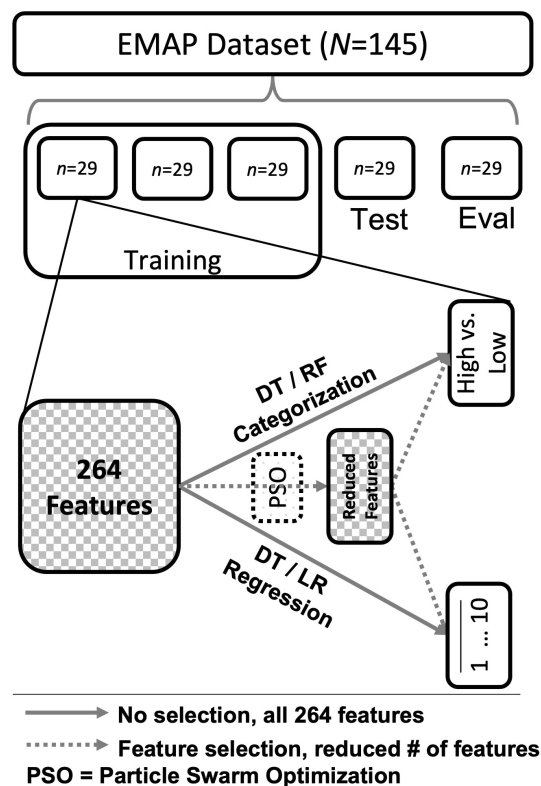 EMAP Dataset (N=145)
n=29
n=29
n=29
n=29
n=29
Test
Eval
Training
High vs.
Low
DT / RF
Categorization
264
Features
PSO
Reduced
Features
DT / LR
Regression
1 ... 10
No selection, all 264 features
Feature selection, reduced # of features
PSO = Particle Swarm Optimization